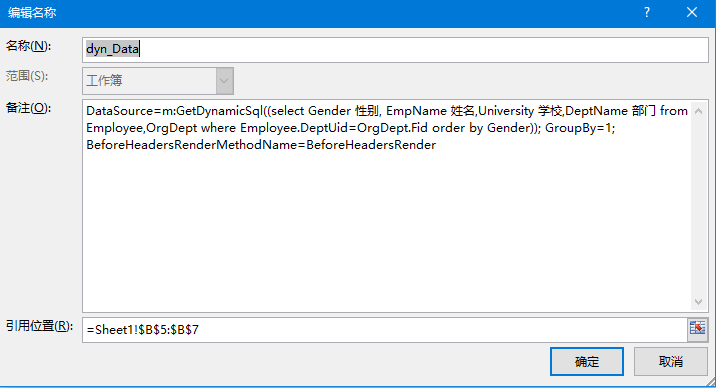 编辑名称
?
×
名称(N):
dyn_Data
范围(S):
工作簿
备注(O):
DataSource=m:GetDynamicSql((select Gender 性别, EmpName 姓名,University 学校,DeptName 部门 from
Employee,OrgDept where Employee.DeptUid=OrgDept.Fid order by Gender)); GroupBy=1;
BeforeHeadersRenderMethodName=BeforeHeadersRender
引用位置(R):
=Sheet1!$B$5:$B$7
确定
取消